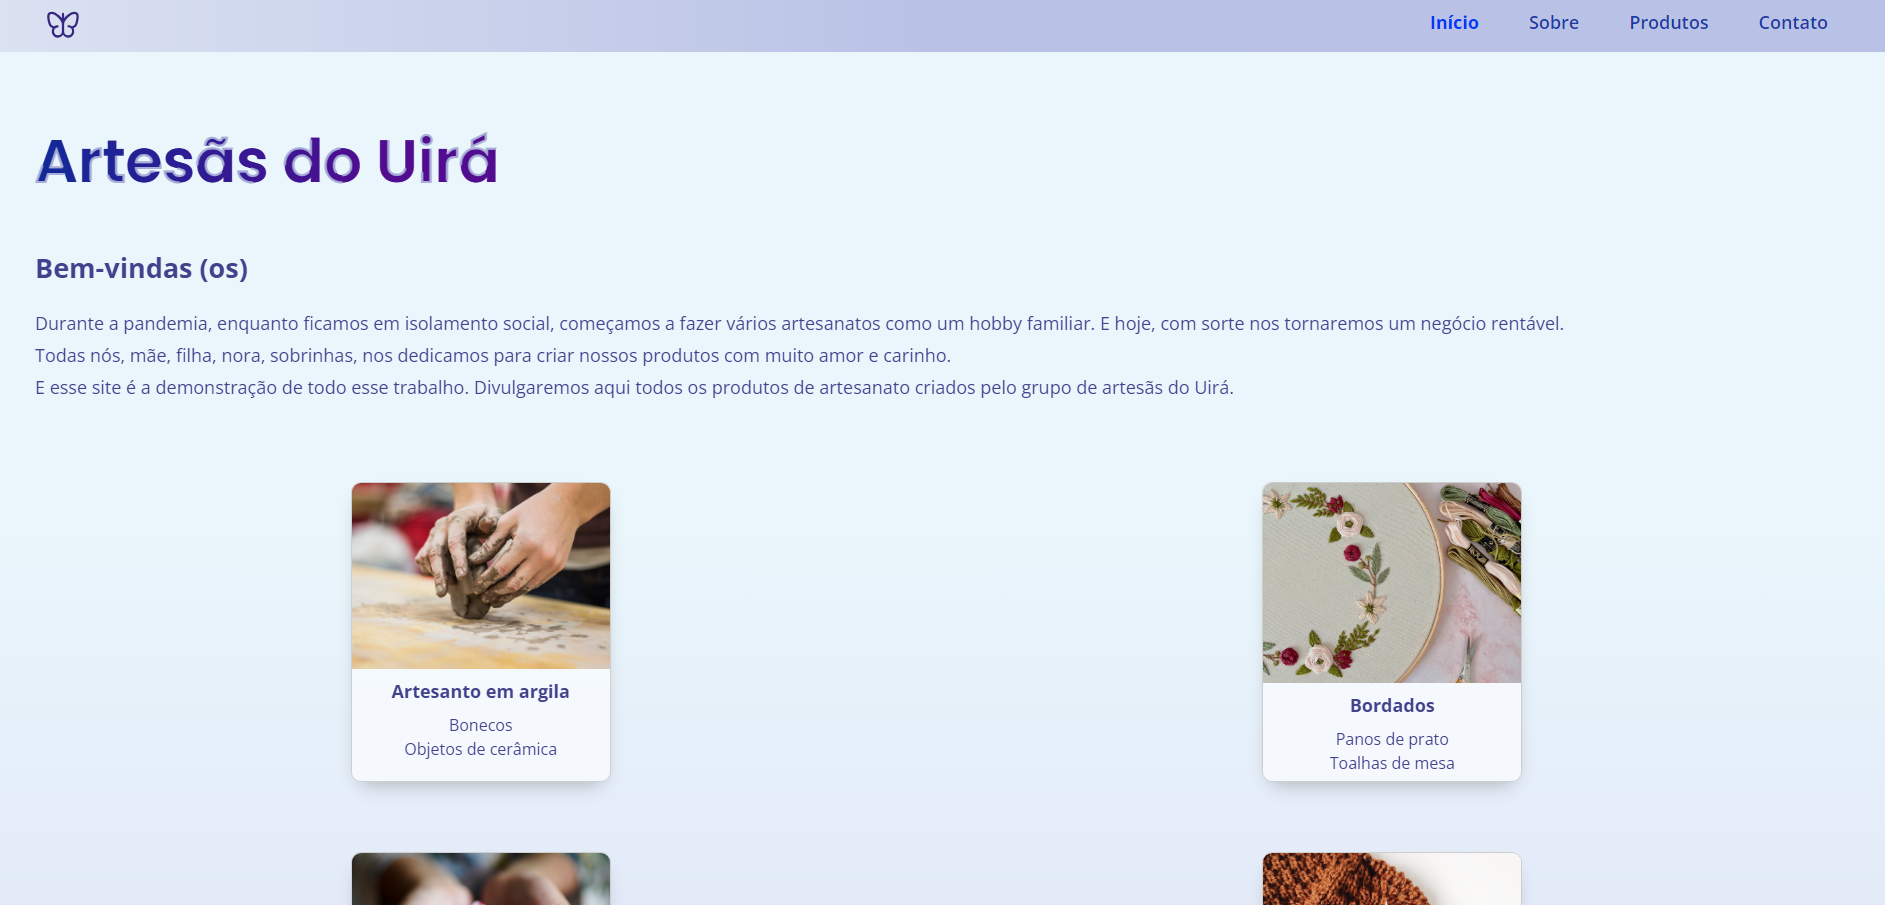 Início
Sobre
Produtos
Contato
Artesãs do Uirá
Bem-vindas (os)
Durante a pandemia, enquanto ficamos em isolamento social, começamos a fazer vários artesanatos como um hobby familiar. E hoje, com sorte nos tornaremos um negócio rentável.
Todas nós, mãe, filha, nora, sobrinhas, nos dedicamos para criar nossos produtos com muito amor e carinho.
E esse site é a demonstração de todo esse trabalho. Divulgaremos aqui todos os produtos de artesanato criados pelo grupo de artesãs do Uirá.
Artesanto em argila
Bonecos
Objetos de cerâmica
Bordados
Panos de prato
Toalhas de mesa